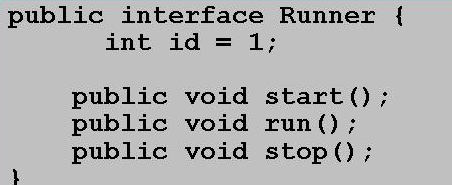 public interface Runner {
int id = 1;
public void start();
public void run();
public void stop();
}